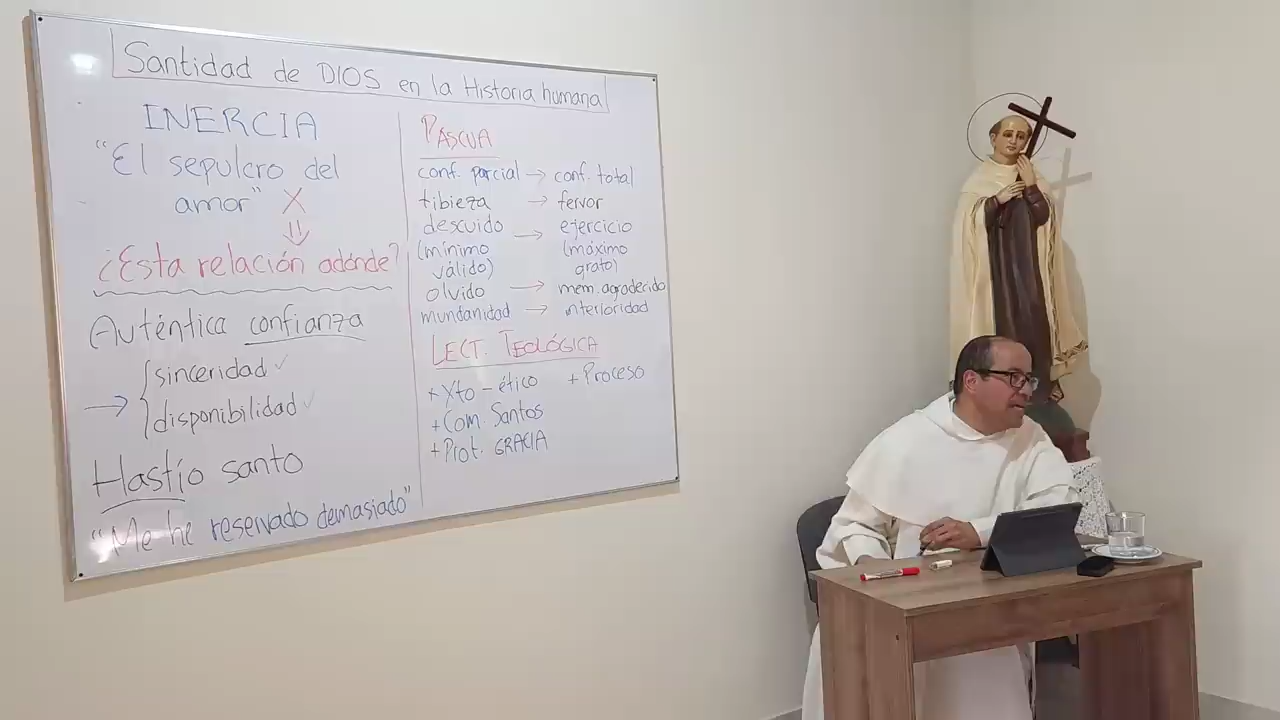 Santidad de DIOS en la Historia humana
INERCIA
"El sepulcro del
amor" X
⇓
¿Esta relación adónde?
Auténtica confianza
→ { sinceridad ✓
disponibilidad ✓
Hastío santo
"Me he reservado demasiado"
PASCUA
conf. parcial → conf. total
tibieza → fervor
descuido → ejercicio
(mínimo (máximo
válido) grato)
olvido → mem. agradecido
mundanidad → interioridad
LECT. TEOLÓGICA
+ Xto - ético + Proceso
+ Com. Santos
+ Prot. GRACIA